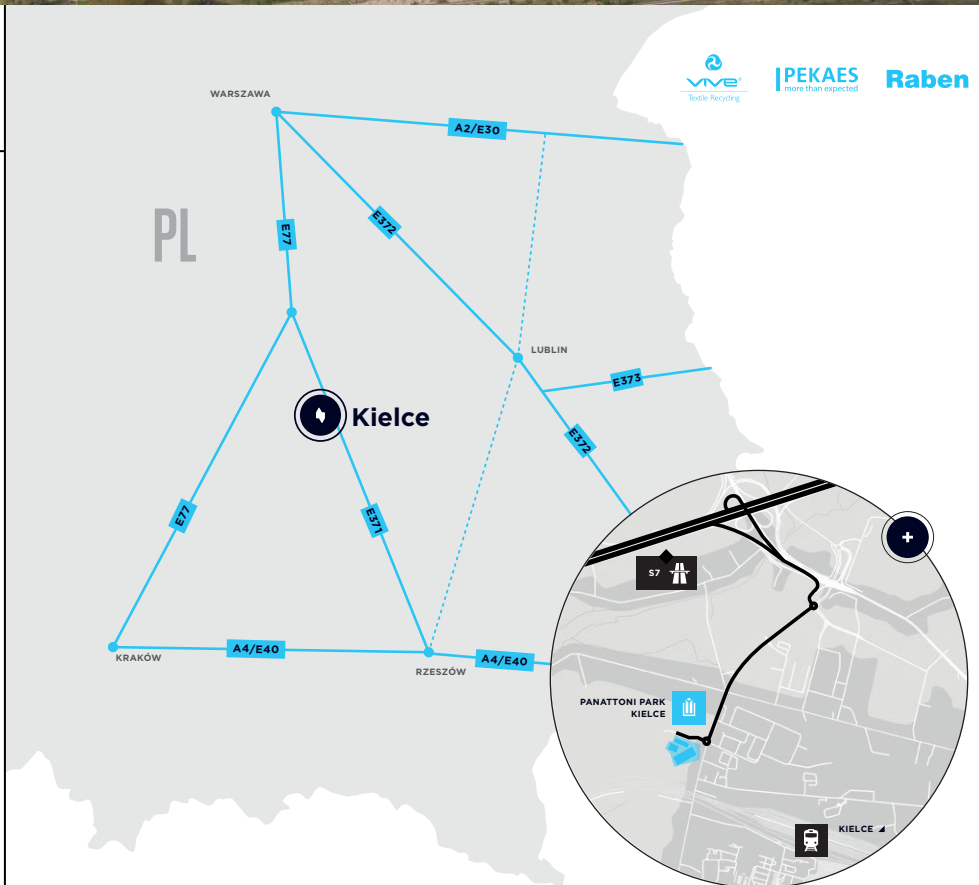 VIVE
Textile Recycling
PEKAES
more than expected
Raben
WARSZAWA
A2/E30
PL
E77
E372
LUBLIN
E373
Kielce
E372
E77
E371
S7
KRAKÓW
A4/E40
RZESZÓW
A4/E40
PANATTONI PARK
KIELCE
KIELCE